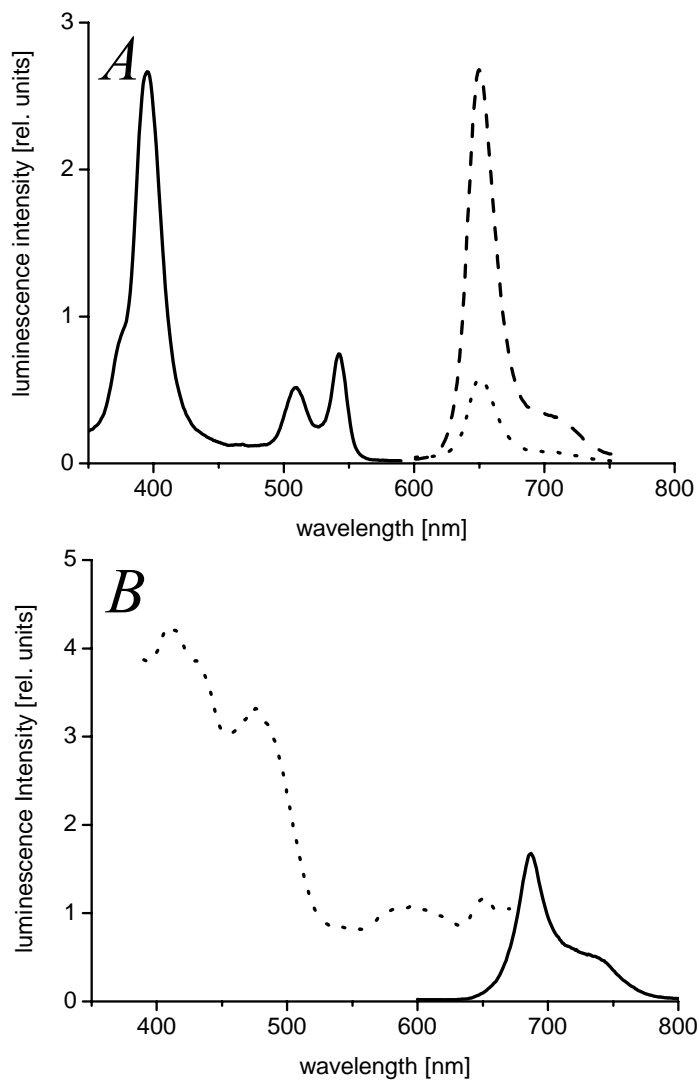 A
3
2
1
0
luminescence intensity [rel. units]
400 500 600 700 800
wavelength [nm]
B
5
4
3
2
1
0
luminescence Intensity [rel. units]
400 500 600 700 800
wavelength [nm]